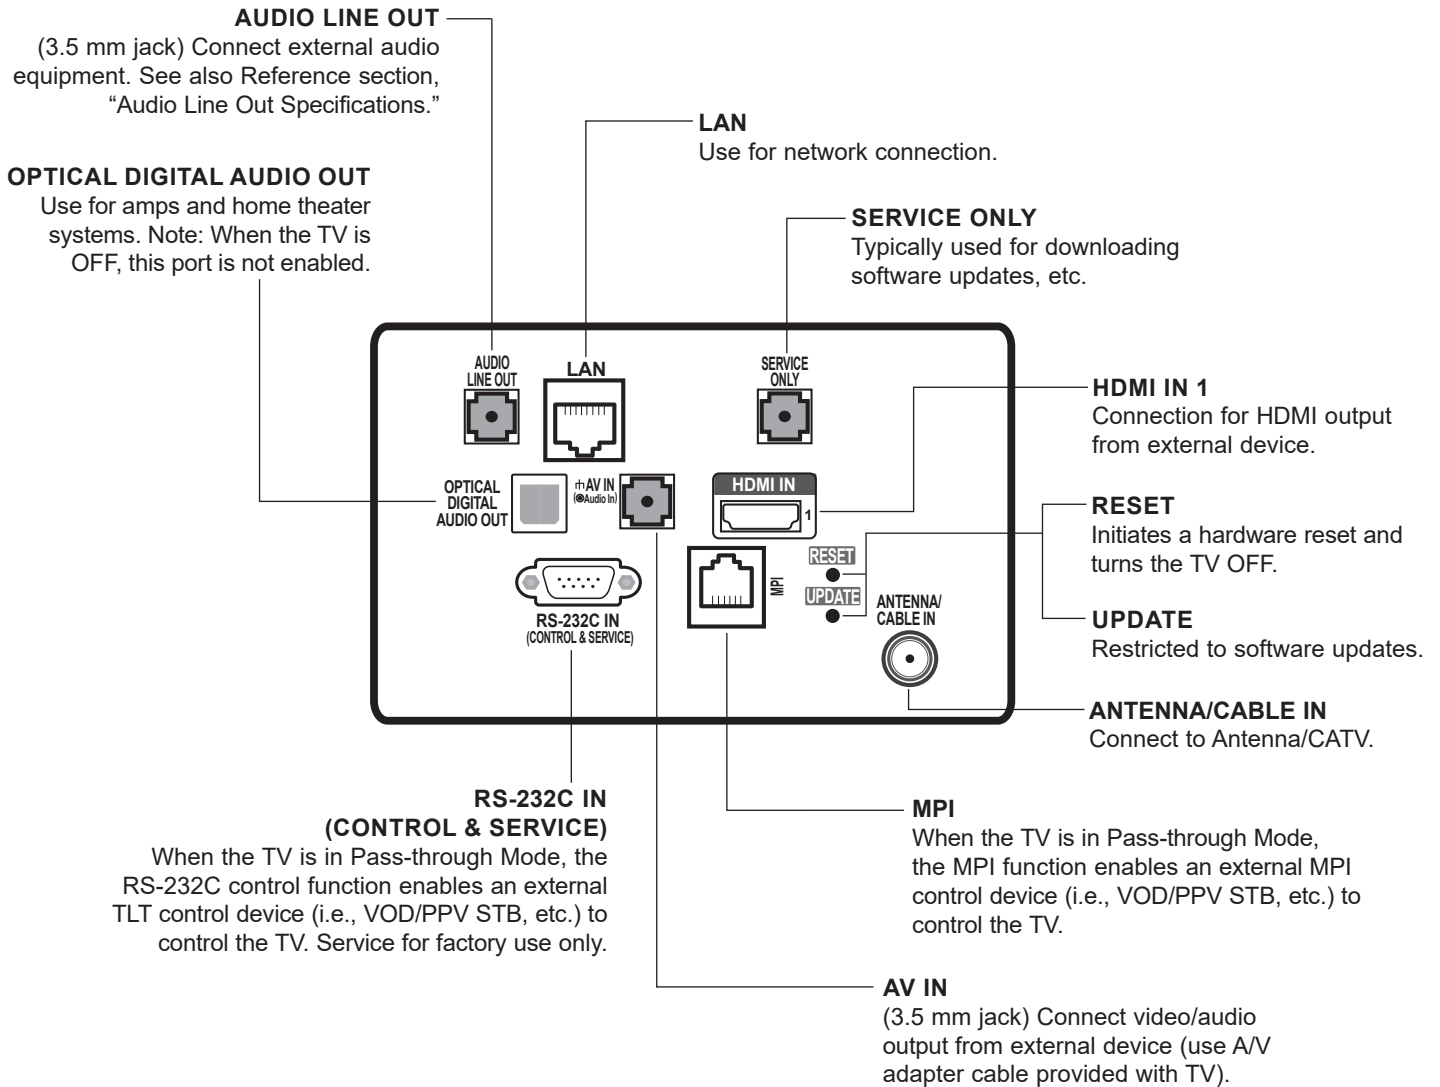 AUDIO LINE OUT
(3.5 mm jack) Connect external audio
equipment. See also Reference section,
“Audio Line Out Specifications.”
LAN
Use for network connection.
OPTICAL DIGITAL AUDIO OUT
Use for amps and home theater
systems. Note: When the TV is
OFF, this port is not enabled.
SERVICE ONLY
Typically used for downloading
software updates, etc.
AUDIO
LINE OUT
LAN
SERVICE
ONLY
OPTICAL
DIGITAL
AUDIO OUT
AV IN
(Audio In)
HDMI IN
1
RS-232C IN
(CONTROL & SERVICE)
MPI
RESET
UPDATE
ANTENNA/
CABLE IN
HDMI IN 1
Connection for HDMI output
from external device.
RESET
Initiates a hardware reset and
turns the TV OFF.
UPDATE
Restricted to software updates.
ANTENNA/CABLE IN
Connect to Antenna/CATV.
RS-232C IN
(CONTROL & SERVICE)
When the TV is in Pass-through Mode, the
RS-232C control function enables an external
TLT control device (i.e., VOD/PPV STB, etc.) to
control the TV. Service for factory use only.
MPI
When the TV is in Pass-through Mode,
the MPI function enables an external MPI
control device (i.e., VOD/PPV STB, etc.) to
control the TV.
AV IN
(3.5 mm jack) Connect video/audio
output from external device (use A/V
adapter cable provided with TV).